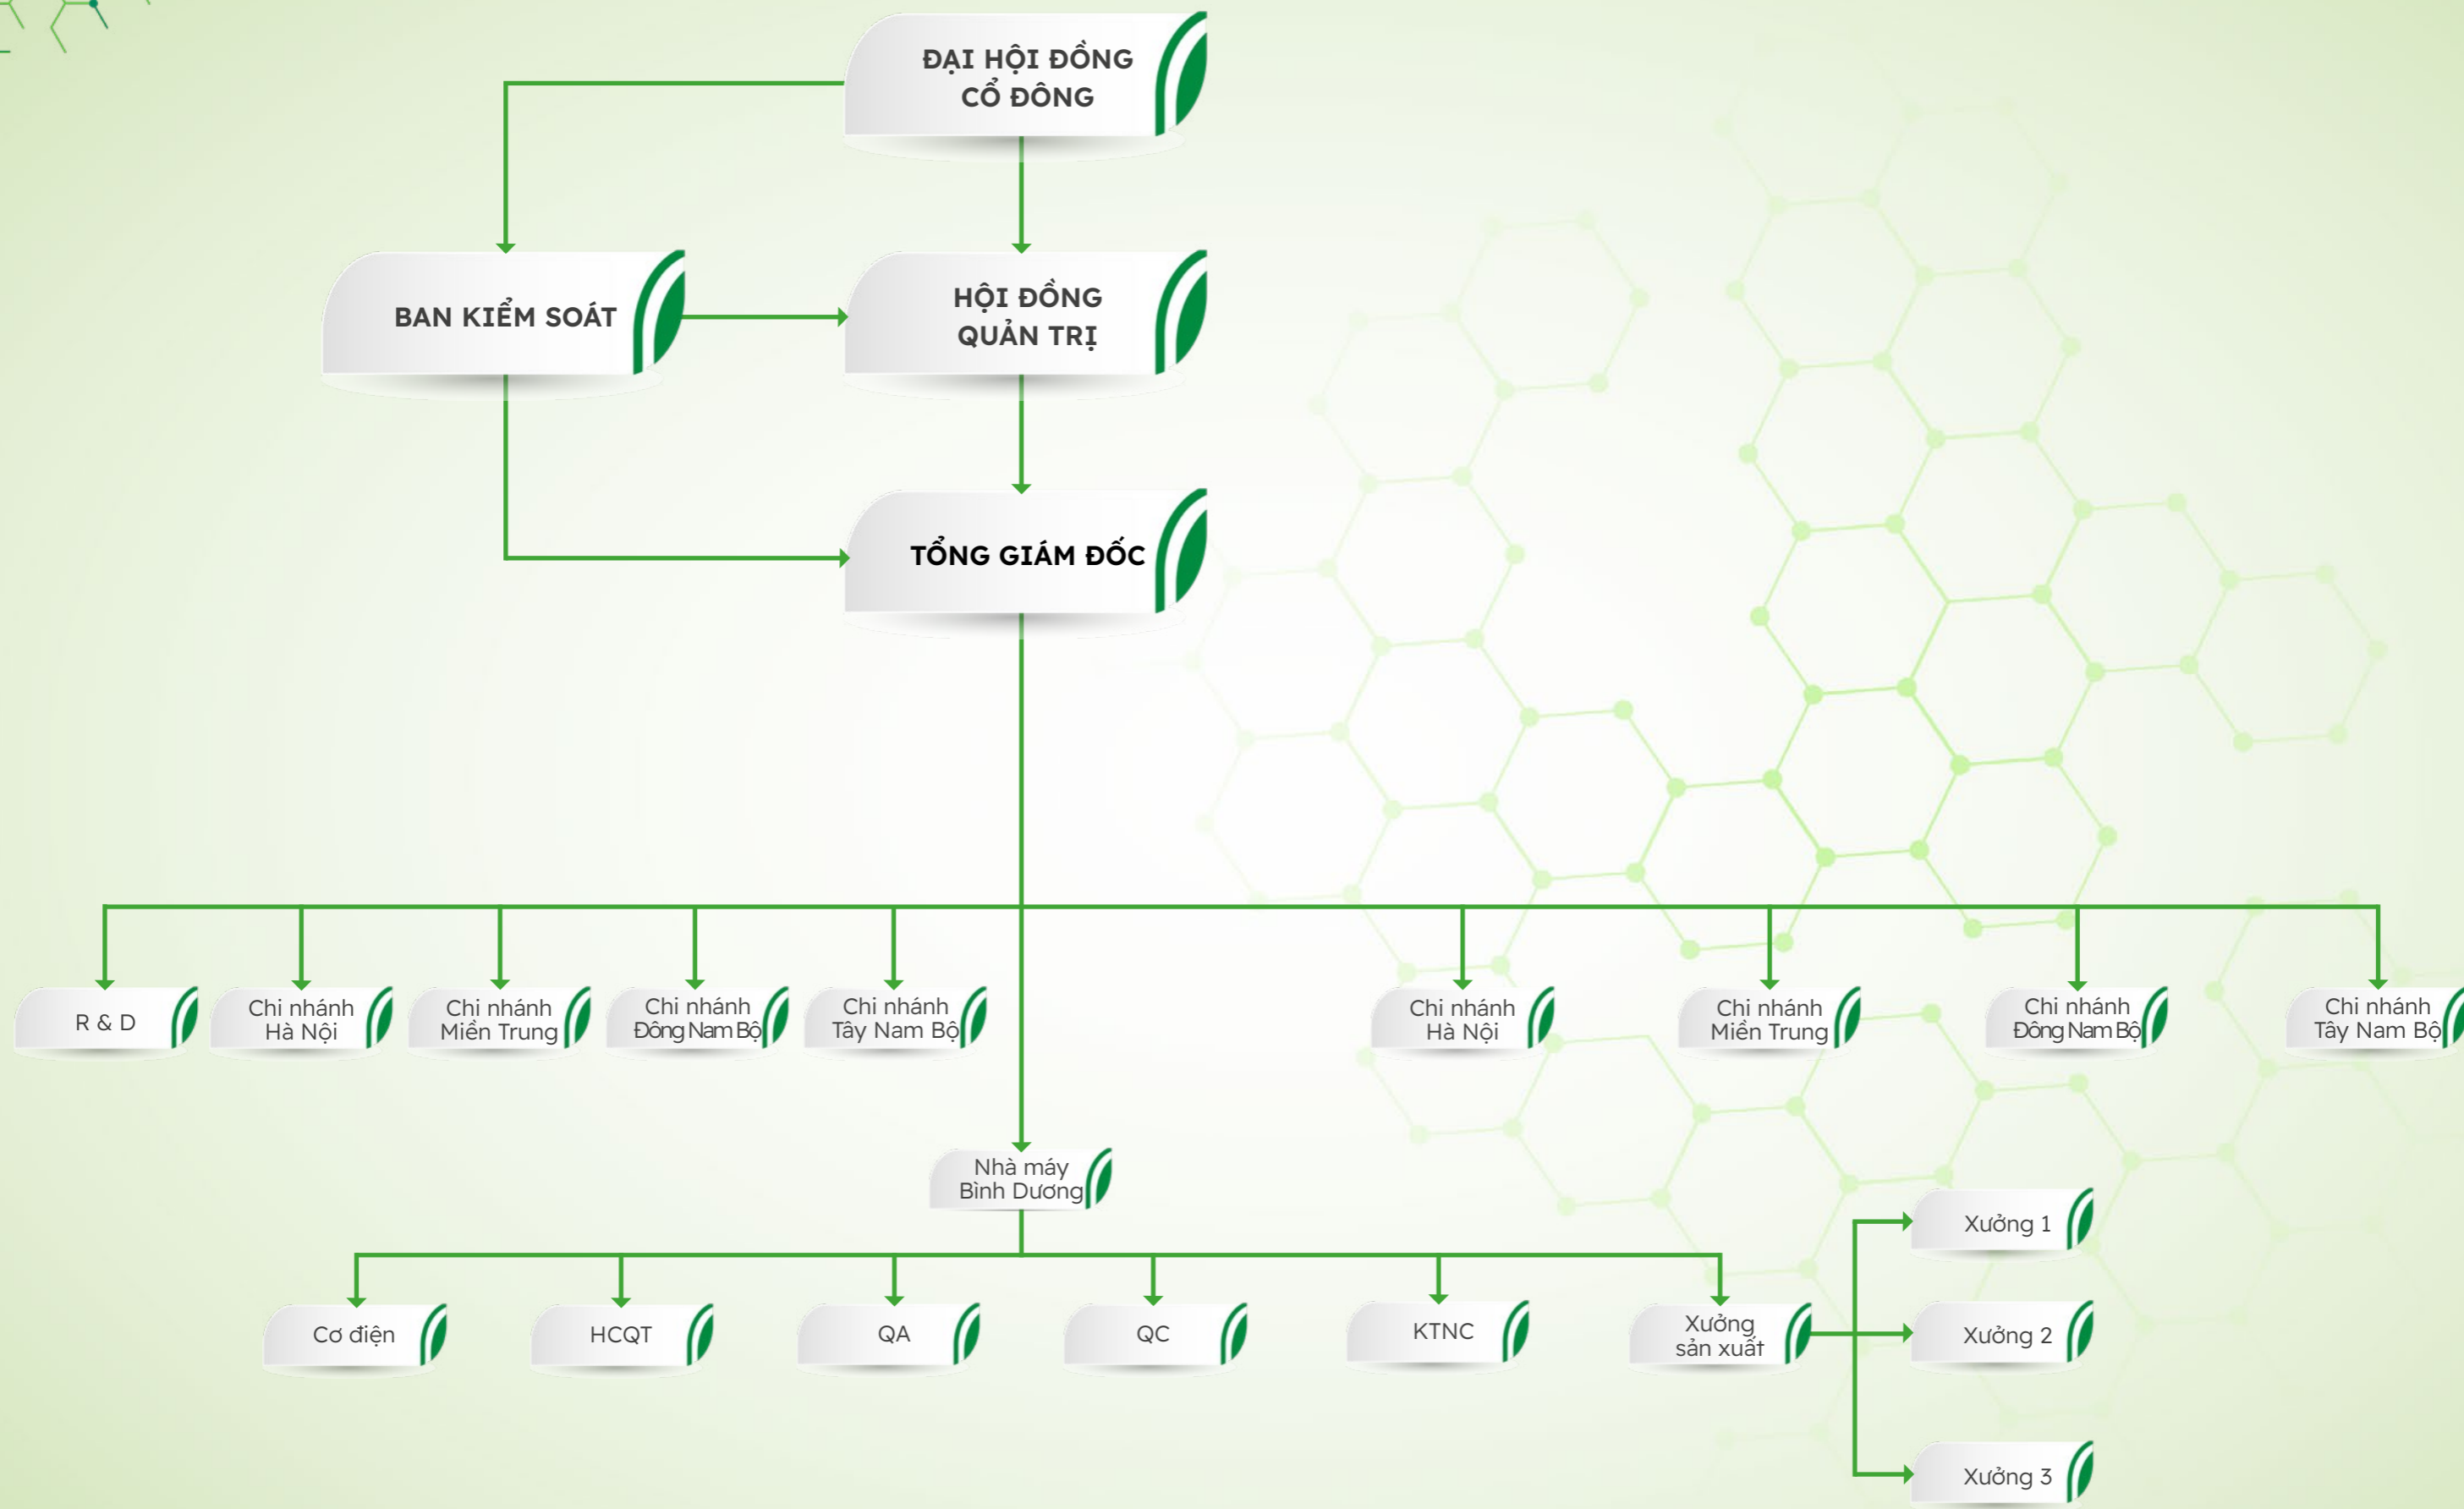 ĐẠI HỘI ĐỒNG
CỔ ĐÔNG
BAN KIỂM SOÁT
HỘI ĐỒNG
QUẢN TRỊ
TỔNG GIÁM ĐỐC
R & D
Chi nhánh
Hà Nội
Chi nhánh
Miền Trung
Chi nhánh
Đông Nam Bộ
Chi nhánh
Tây Nam Bộ
Chi nhánh
Hà Nội
Chi nhánh
Miền Trung
Chi nhánh
Đông Nam Bộ
Chi nhánh
Tây Nam Bộ
Nhà máy
Bình Dương
Cơ điện
HCQT
QA
QC
KTNC
Xưởng
sản xuất
Xưởng 1
Xưởng 2
Xưởng 3